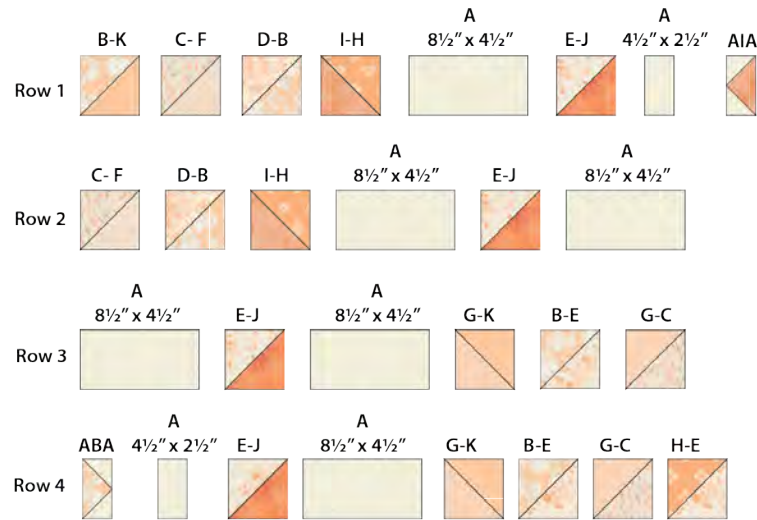 A A
B-K C- F D-B I-H 8½” x 4½” E-J 4½” x 2½” AIA
Row 1
A A
C- F D-B I-H 8½” x 4½” E-J 8½” x 4½”
Row 2
A A
8½” x 4½” E-J 8½” x 4½” G-K B-E G-C
Row 3
A A
ABA 4½” x 2½” E-J 8½” x 4½” G-K B-E G-C H-E
Row 4